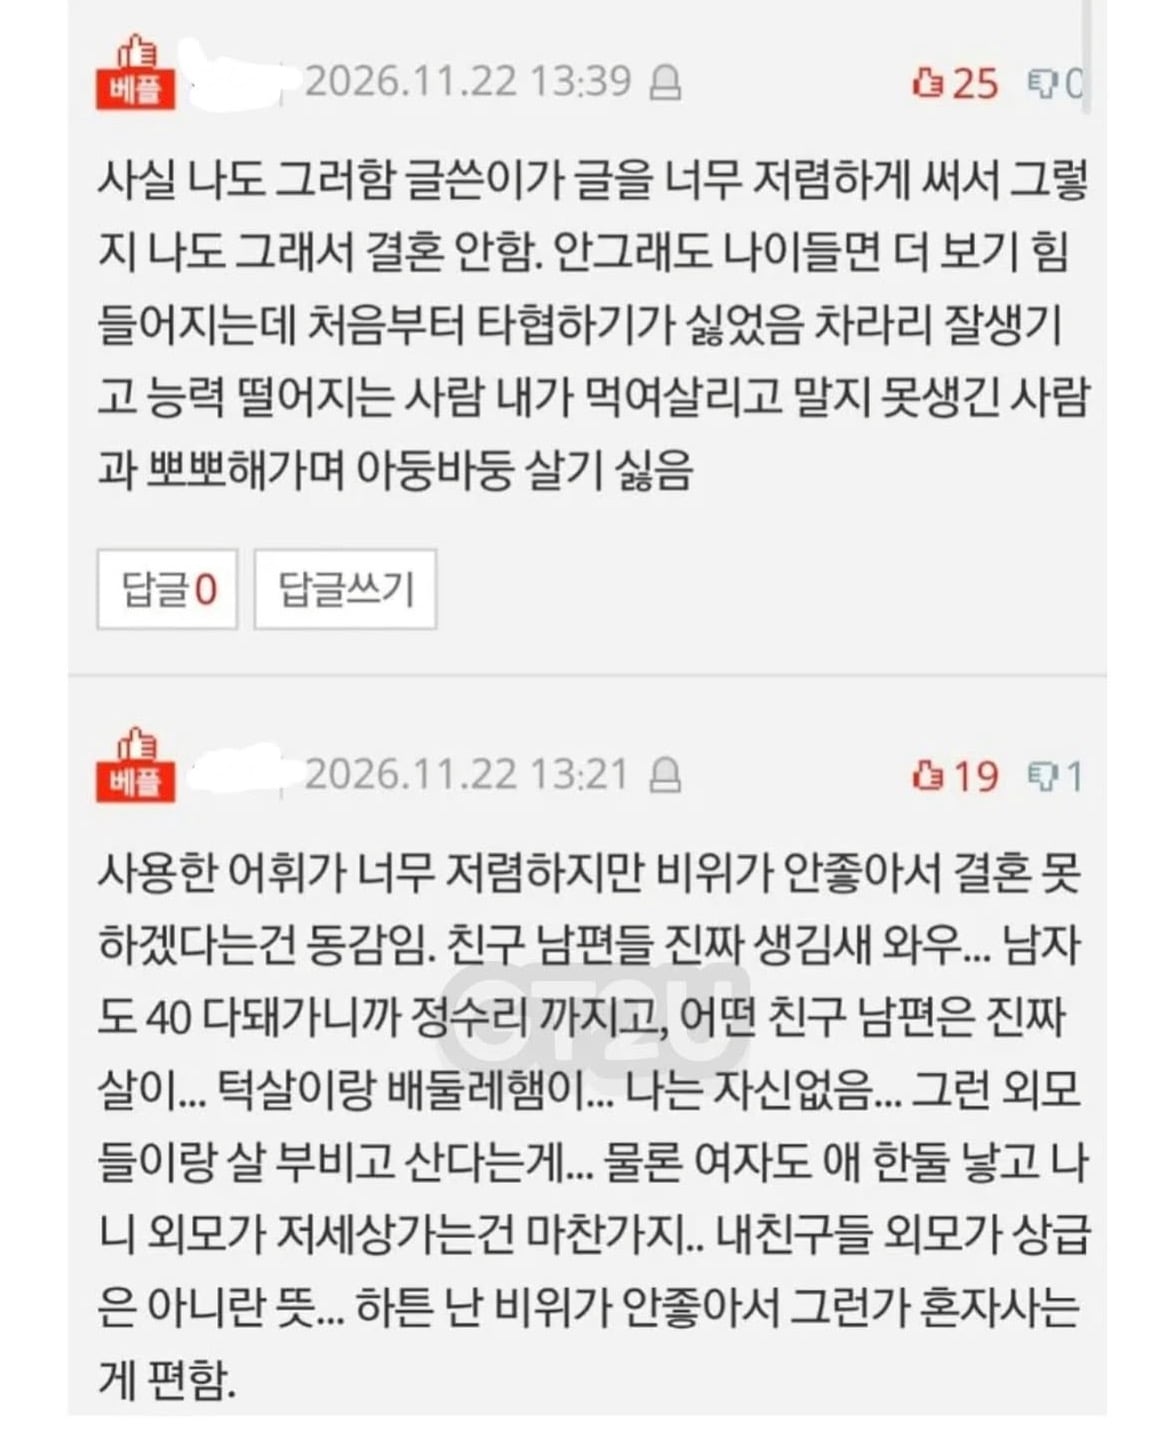 베플 2026.11.22 13:39 25 0
사실 나도 그러함 글쓴이가 글을 너무 저렴하게 써서 그렇
지 나도 그래서 결혼 안함. 안그래도 나이들면 더 보기 힘
들어지는데 처음부터 타협하기가 싫었음 차라리 잘생기
고 능력 떨어지는 사람 내가 먹여살리고 말지 못생긴 사람
과 뽀뽀해가며 아둥바둥 살기 싫음
답글 0 답글쓰기
베플 2026.11.22 13:21 19 1
사용한 어휘가 너무 저렴하지만 비위가 안좋아서 결혼 못
하겠다는건 동감임. 친구 남편들 진짜 생김새 와우... 남자
도 40 다돼가니까 정수리 까지고, 어떤 친구 남편은 진짜
살이... 턱살이랑 배둘레햄이... 나는 자신없음... 그런 외모
들이랑 살 부비고 산다는게... 물론 여자도 애 한둘 낳고 나
니 외모가 저세상가는건 마찬가지.. 내친구들 외모가 상급
은 아니란 뜻... 하튼 난 비위가 안좋아서 그런가 혼자사는
게 편함.
GT2U